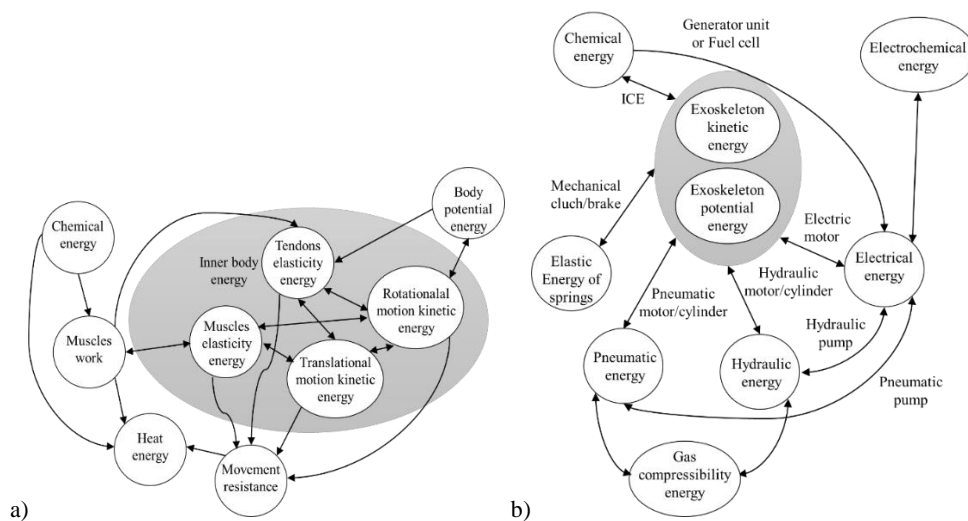 Chemical
energy
Muscles
work
Heat
energy
Inner body
energy
Tendons
elasticity
energy
Muscles
elasticity
energy
Translational
motion kinetic
energy
Rotationalal
motion kinetic
energy
Body
potential
energy
Movement
resistance
a)
Chemical
energy
Generator unit
or Fuel cell
Electrochemical
energy
ICE
Exoskeleton
kinetic
energy
Exoskeleton
potential
energy
Mechanical
cluch/brake
Elastic
Energy of
springs
Electric
motor
Electrical
energy
Pneumatic
motor/cylinder
Hydraulic
motor/cylinder
Hydraulic
pump
Pneumatic
energy
Hydraulic
energy
Pneumatic
pump
Gas
compressibility
energy
b)